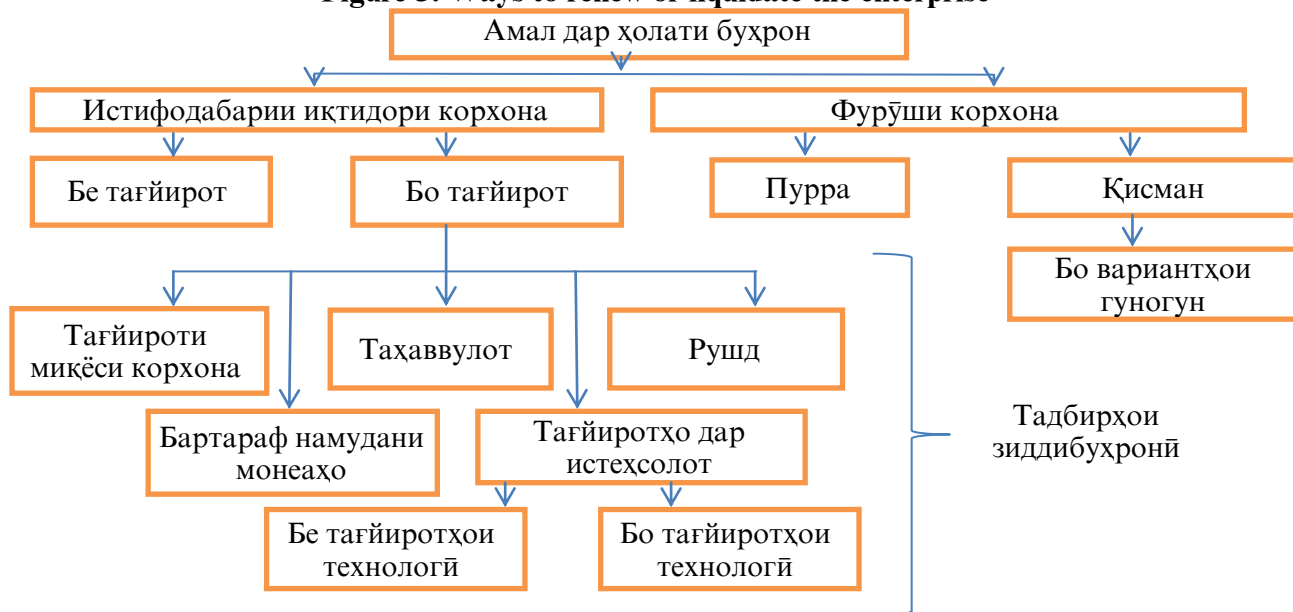 Figure 3. Ways to renew or liquidate the enterprise
Амал дар ҳолати буҳрон
Истифодабарии иқтидори корхона
Фурӯши корхона
Бе тағйирот
Бо тағйирот
Пурра
Қисман
Бо вариантҳои
гуногун
Тағйироти
миқёси корхона
Таҳаввулот
Рушд
Бартараф намудани
монеаҳо
Тағйиротҳо дар
истеҳсолот
Тадбирҳои
зиддибуҳронӣ
Бе тағйиротҳои
технологӣ
Бо тағйиротҳои
технологӣ